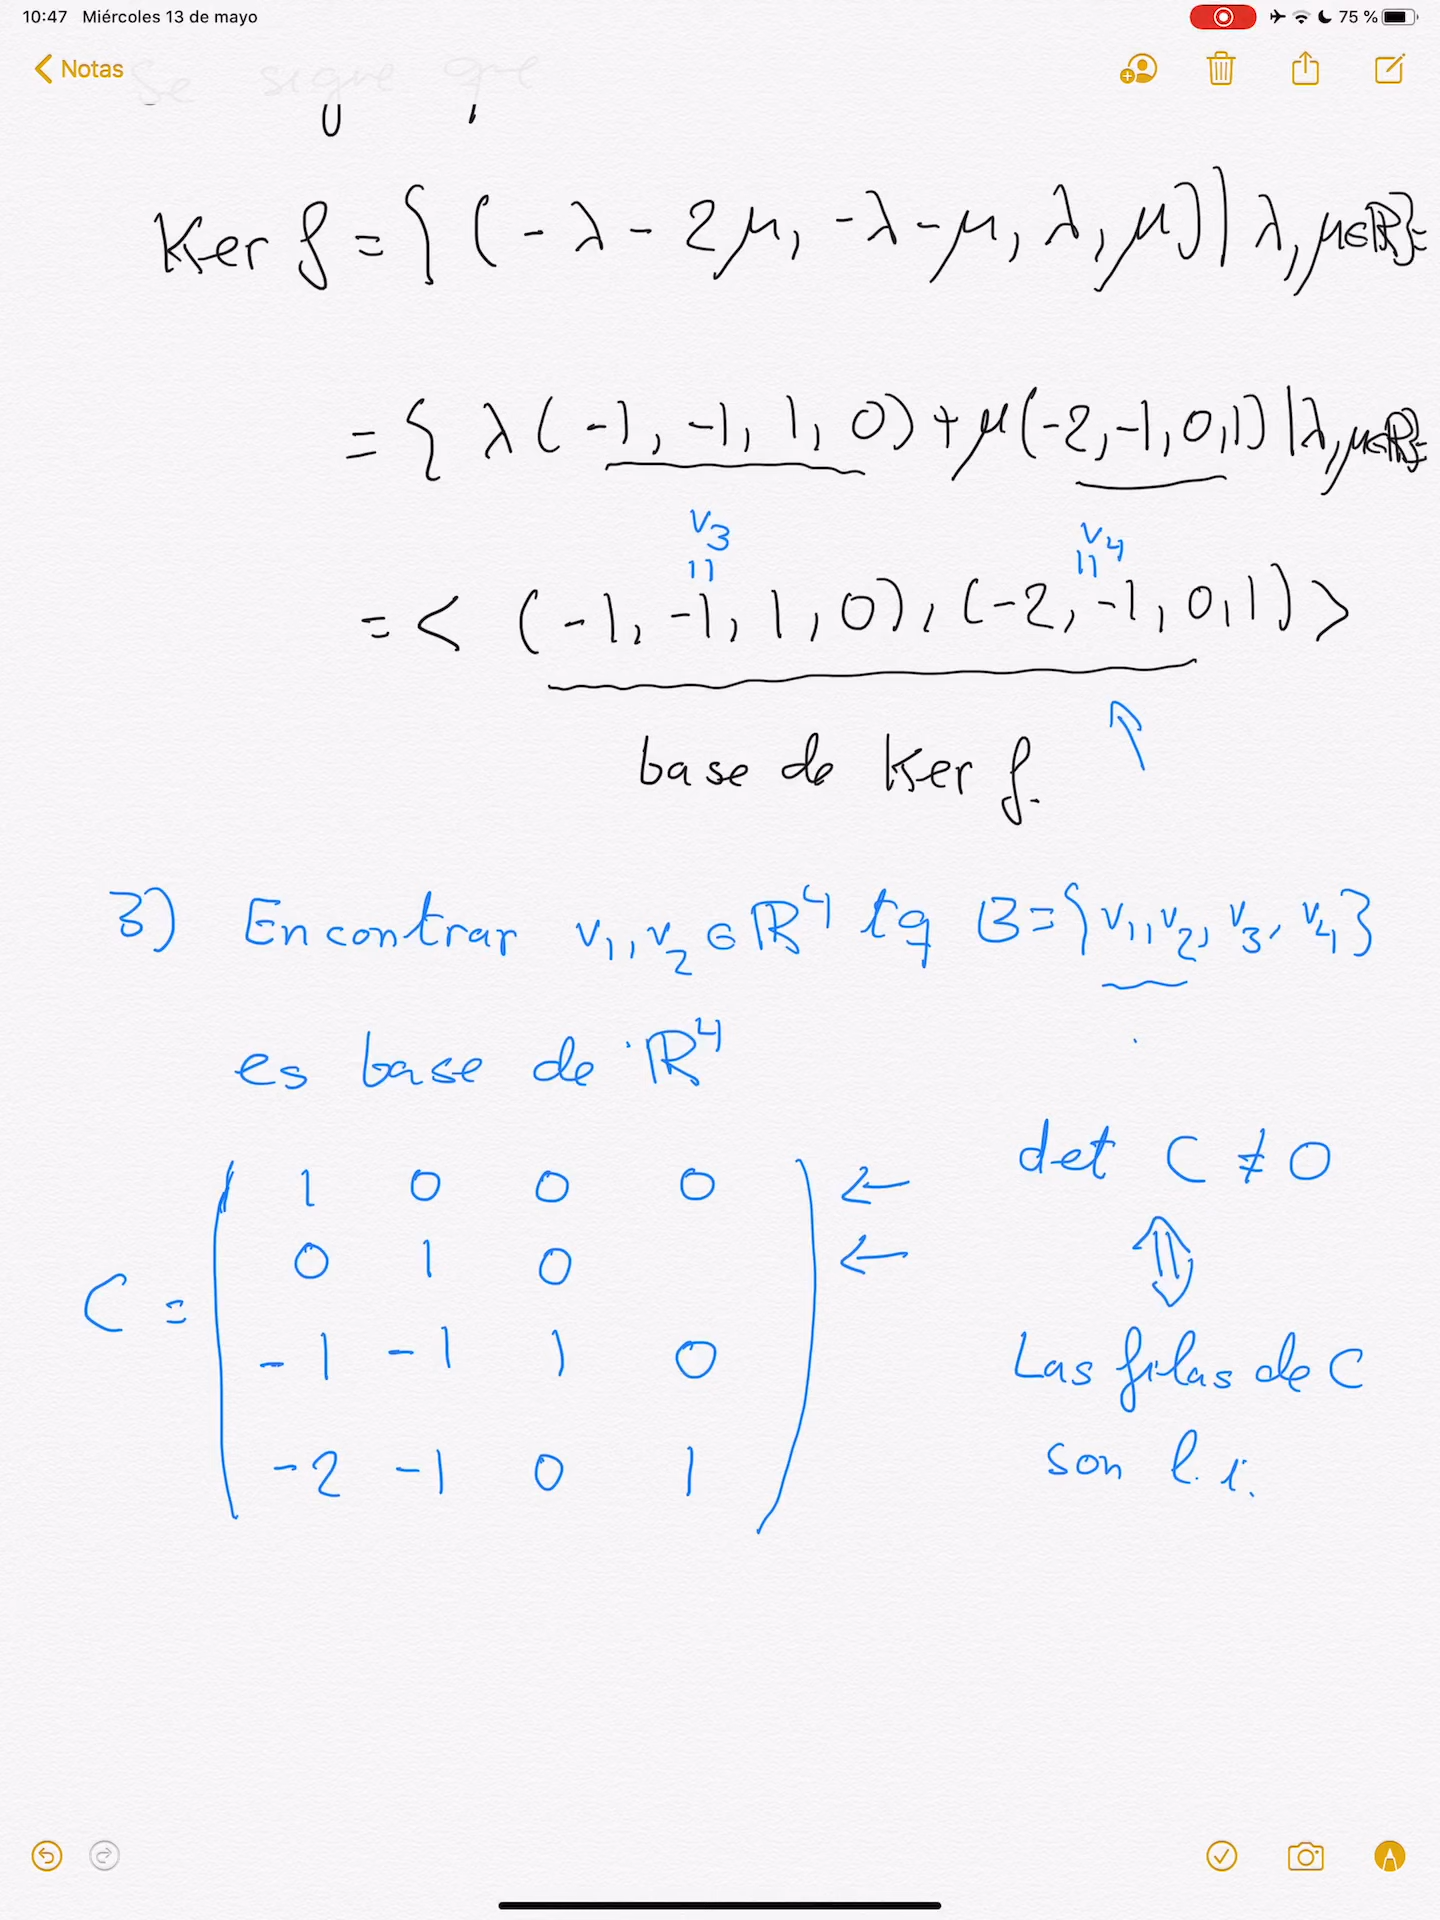 10:47 Miércoles 13 de mayo
75 %
Notas
Se sigue que
Ker f = { (-λ - 2μ, -λ - μ, λ, μ) | λ, μ ∈ ℝ } =
= { λ (-1, -1, 1, 0) + μ (-2, -1, 0, 1) | λ, μ ∈ ℝ } =
v₃ v₄
= < (-1, -1, 1, 0), (-2, -1, 0, 1) >
base de Ker f.
3) Encontrar v₁, v₂ ∈ ℝ⁴ tq B = { v₁, v₂, v₃, v₄ }
es base de ℝ⁴
det C ≠ 0
1 0 0 0 ←
0 1 0 ← ⇕
C =
-1 -1 1 0 Las filas de C
-2 -1 0 1 son l.i.